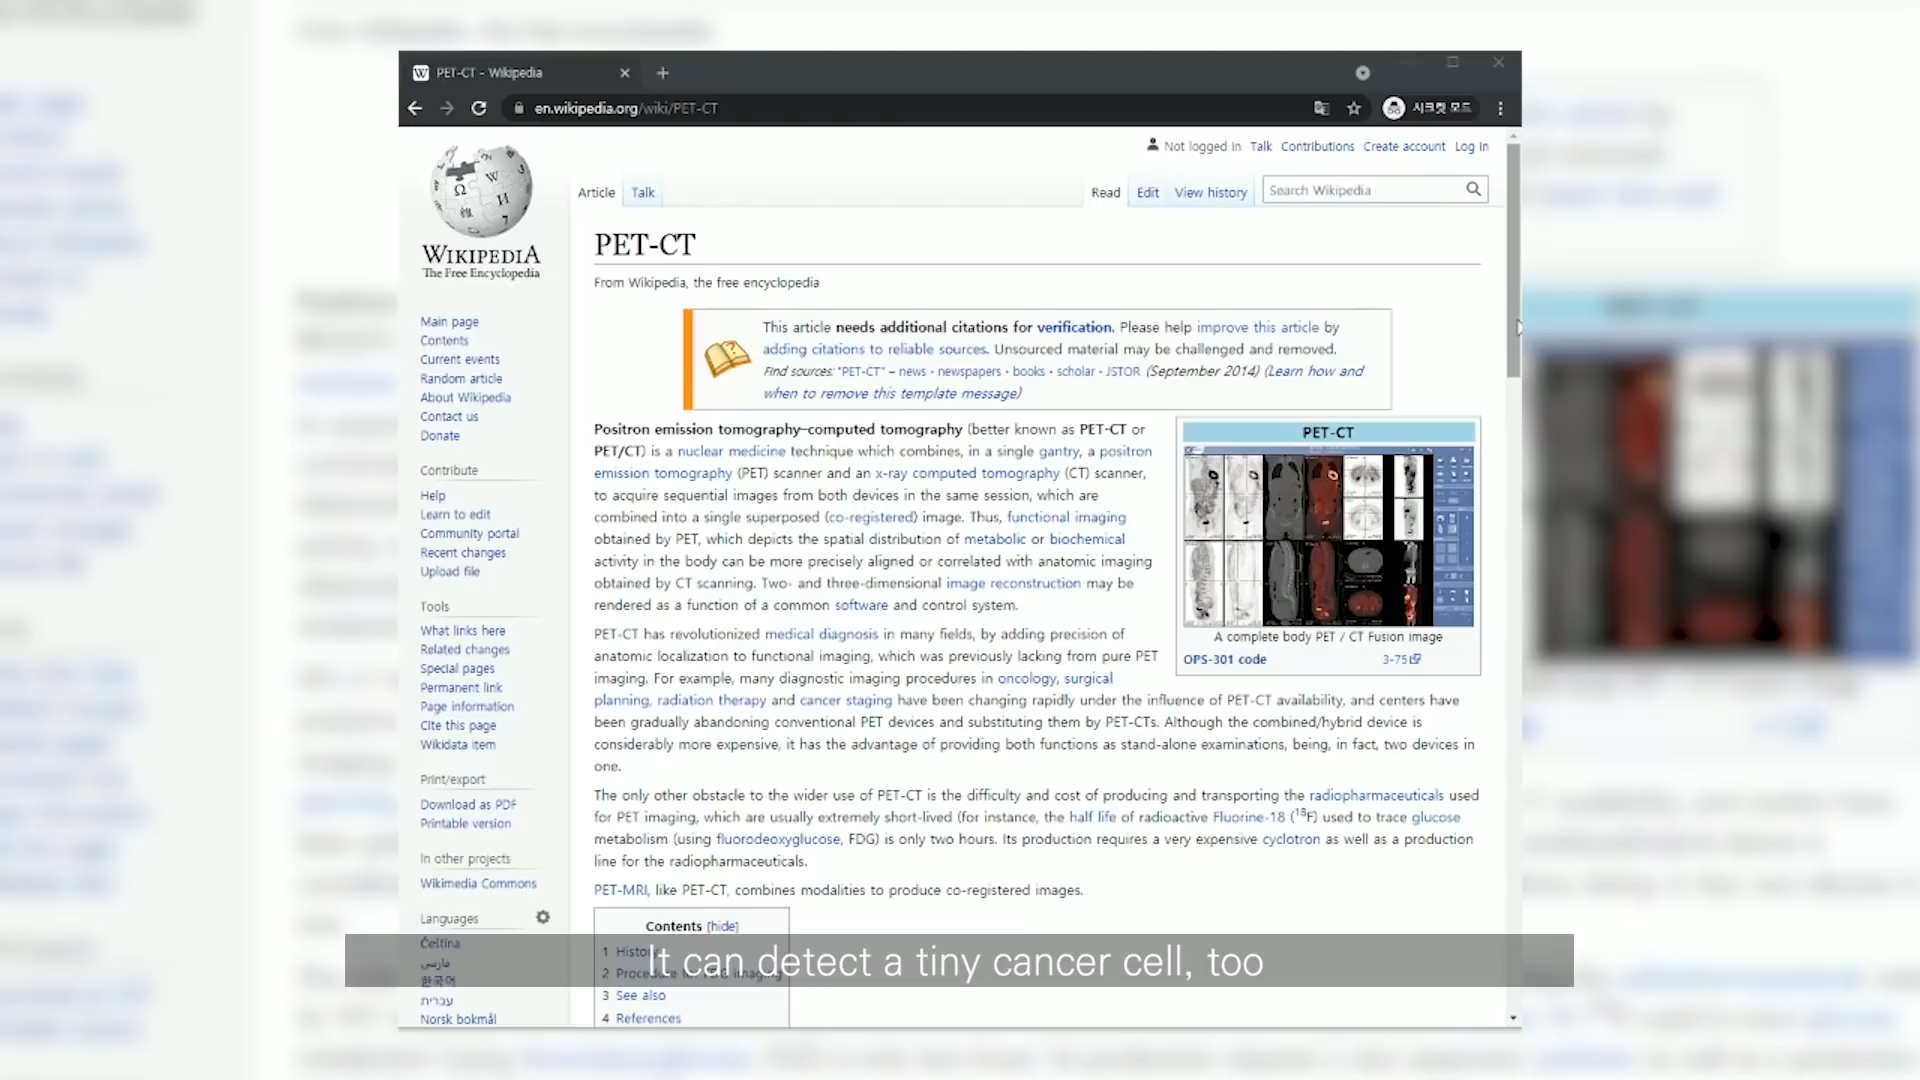 PET-CT - Wikipedia
en.wikipedia.org/wiki/PET-CT
시크릿 모드
Not logged in Talk Contributions Create account Log in
Article Talk
Read Edit View history
Search Wikipedia
WIKIPEDIA
The Free Encyclopedia
Main page
Contents
Current events
Random article
About Wikipedia
Contact us
Donate
Contribute
Help
Learn to edit
Community portal
Recent changes
Upload file
Tools
What links here
Related changes
Special pages
Permanent link
Page information
Cite this page
Wikidata item
Print/export
Download as PDF
Printable version
In other projects
Wikimedia Commons
Languages
Čeština
فارسی
한국어
עברית
Norsk bokmål
PET-CT
From Wikipedia, the free encyclopedia
This article needs additional citations for verification. Please help improve this article by
adding citations to reliable sources. Unsourced material may be challenged and removed.
Find sources: "PET-CT" – news · newspapers · books · scholar · JSTOR (September 2014) (Learn how and
when to remove this template message)
Positron emission tomography–computed tomography (better known as PET-CT or
PET/CT) is a nuclear medicine technique which combines, in a single gantry, a positron
emission tomography (PET) scanner and an x-ray computed tomography (CT) scanner,
to acquire sequential images from both devices in the same session, which are
combined into a single superposed (co-registered) image. Thus, functional imaging
obtained by PET, which depicts the spatial distribution of metabolic or biochemical
activity in the body can be more precisely aligned or correlated with anatomic imaging
obtained by CT scanning. Two- and three-dimensional image reconstruction may be
rendered as a function of a common software and control system.
PET-CT
A complete body PET / CT Fusion image
OPS-301 code 3-75
PET-CT has revolutionized medical diagnosis in many fields, by adding precision of
anatomic localization to functional imaging, which was previously lacking from pure PET
imaging. For example, many diagnostic imaging procedures in oncology, surgical
planning, radiation therapy and cancer staging have been changing rapidly under the influence of PET-CT availability, and centers have
been gradually abandoning conventional PET devices and substituting them by PET-CTs. Although the combined/hybrid device is
considerably more expensive, it has the advantage of providing both functions as stand-alone examinations, being, in fact, two devices in
one.
The only other obstacle to the wider use of PET-CT is the difficulty and cost of producing and transporting the radiopharmaceuticals used
for PET imaging, which are usually extremely short-lived (for instance, the half life of radioactive Fluorine-18 (¹⁸F) used to trace glucose
metabolism (using fluorodeoxyglucose, FDG) is only two hours. Its production requires a very expensive cyclotron as well as a production
line for the radiopharmaceuticals.
PET-MRI, like PET-CT, combines modalities to produce co-registered images.
Contents [hide]
1 History
2 Procedure for FDG imaging
3 See also
4 References
It can detect a tiny cancer cell, too